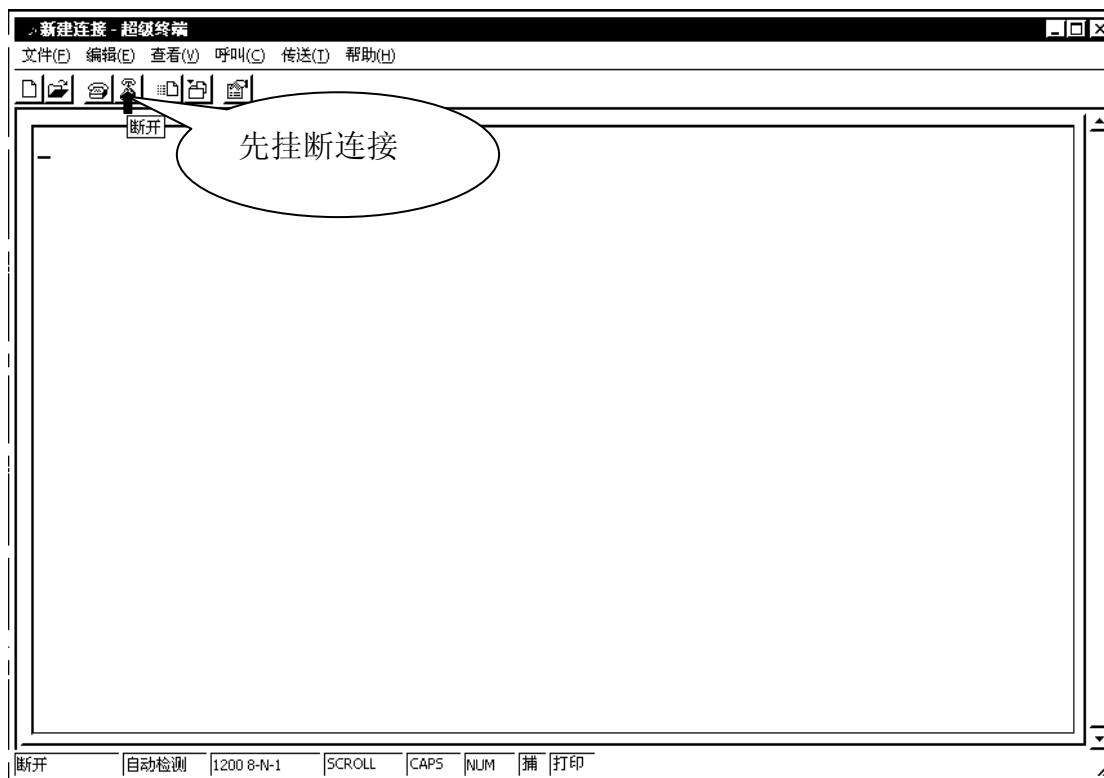 新建连接 - 超级终端
文件(F) 编辑(E) 查看(V) 呼叫(C) 传送(T) 帮助(H)
断开
先挂断连接
断开 自动检测 1200 8-N-1 SCROLL CAPS NUM 捕 打印